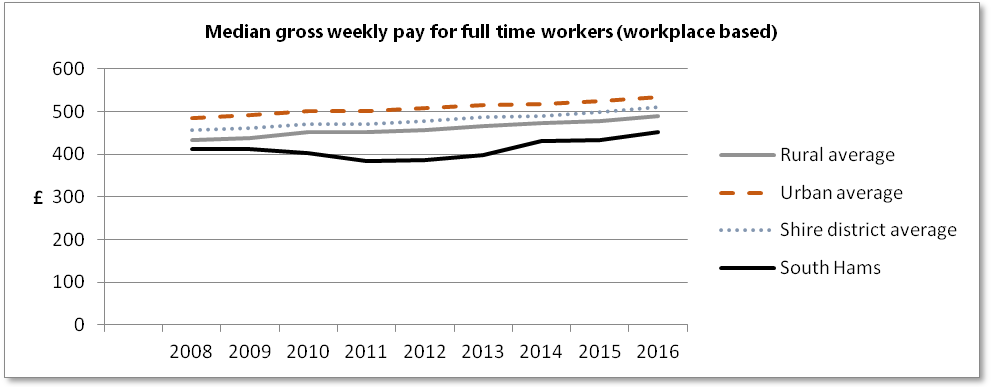 Median gross weekly pay for full time workers (workplace based)
600
500
400
£ 300
200
100
0
2008 2009 2010 2011 2012 2013 2014 2015 2016
Rural average
Urban average
Shire district average
South Hams